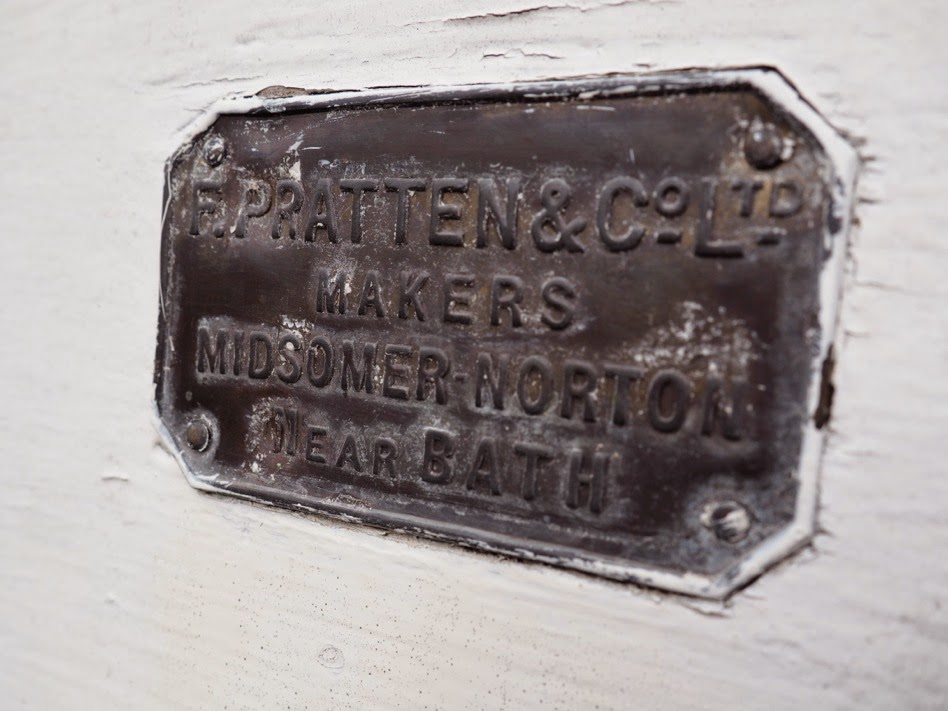 F. PRATTEN & Co LTD
MAKERS
MIDSOMER-NORTON
NEAR BATH